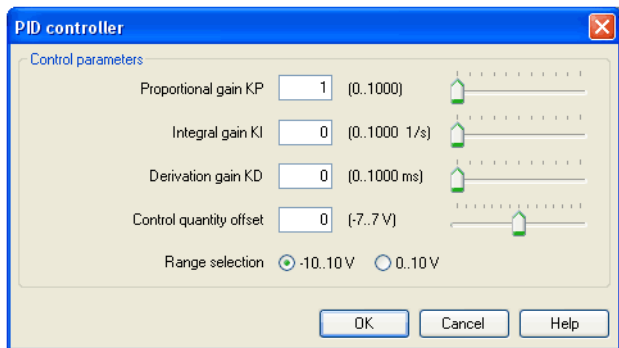 PID controller
Control parameters
Proportional gain KP 1 (0..1000)
Integral gain KI 0 (0..1000 1/s)
Derivation gain KD 0 (0..1000 ms)
Control quantity offset 0 (-7..7 V)
Range selection -10..10 V 0..10 V
OK Cancel Help